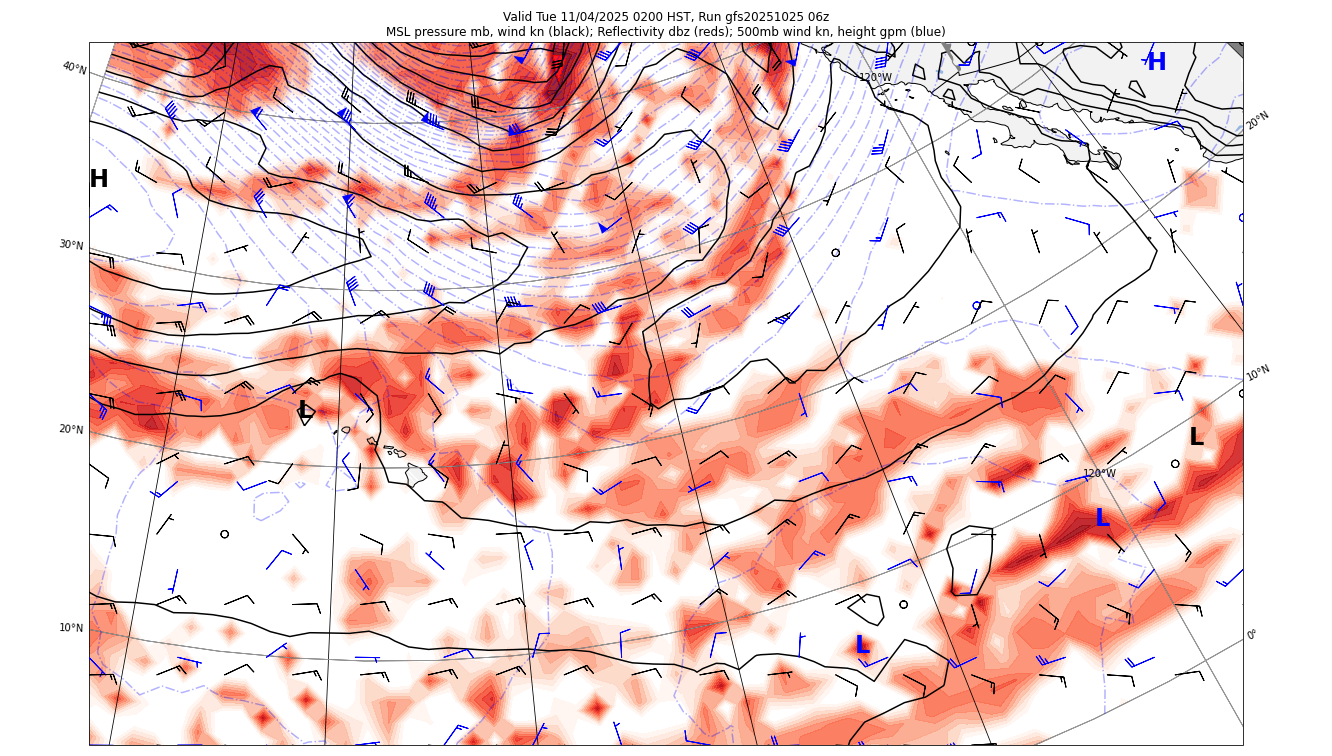 Valid Tue 11/04/2025 0200 HST, Run gfs20251025 06z
MSL pressure mb, wind kn (black); Reflectivity dbz (reds); 500mb wind kn, height gpm (blue)
40°N
120°W
H
20°N
H
30°N
10°N
L
20°N
L
120°W
L
10°N
L
0°